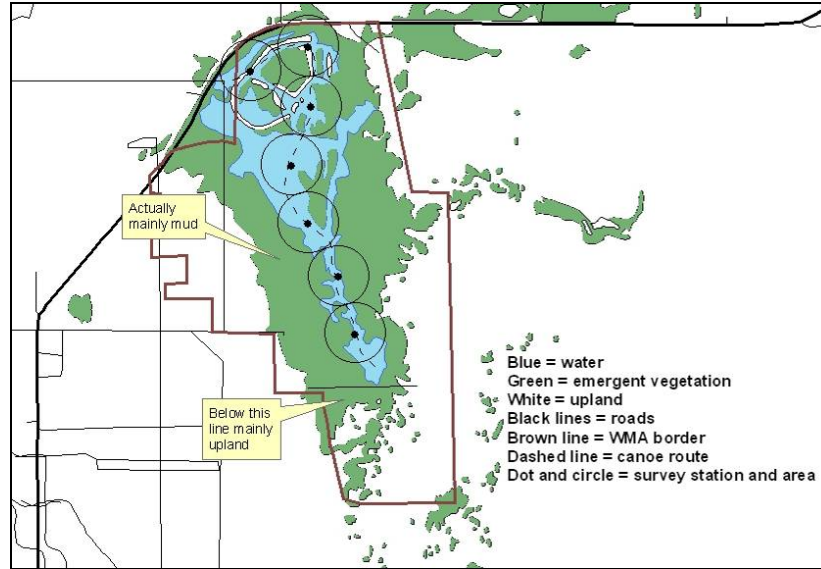 Actually
mainly mud
Below this
line mainly
upland
Blue = water
Green = emergent vegetation
White = upland
Black lines = roads
Brown line = WMA border
Dashed line = canoe route
Dot and circle = survey station and area